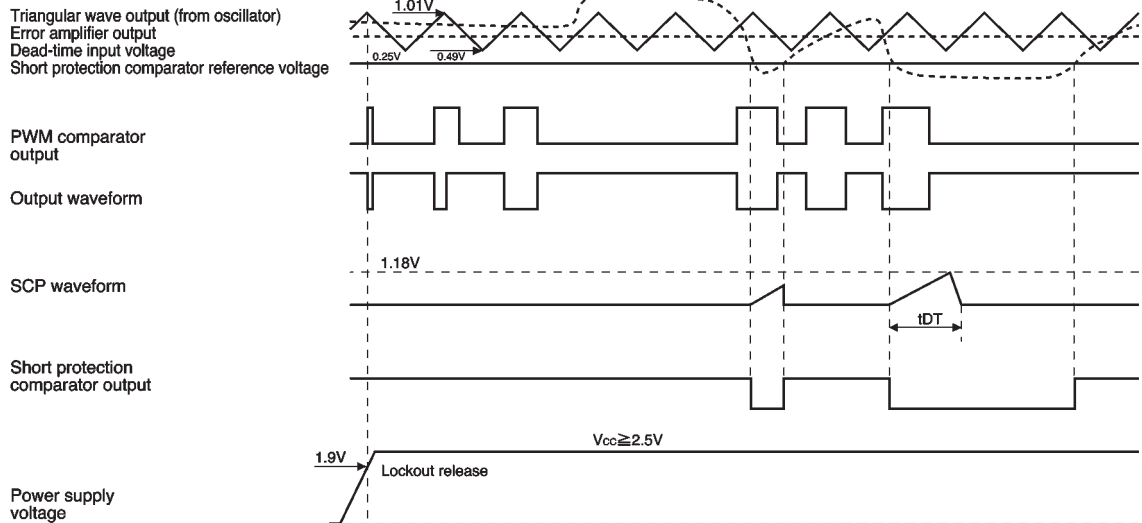 Triangular wave output (from oscillator)
Error amplifier output
Dead-time input voltage
Short protection comparator reference voltage
1.01V
0.25V
0.49V
PWM comparator
output
Output waveform
1.18V
SCP waveform
tDT
Short protection
comparator output
Vcc≧2.5V
1.9V
Lockout release
Power supply
voltage